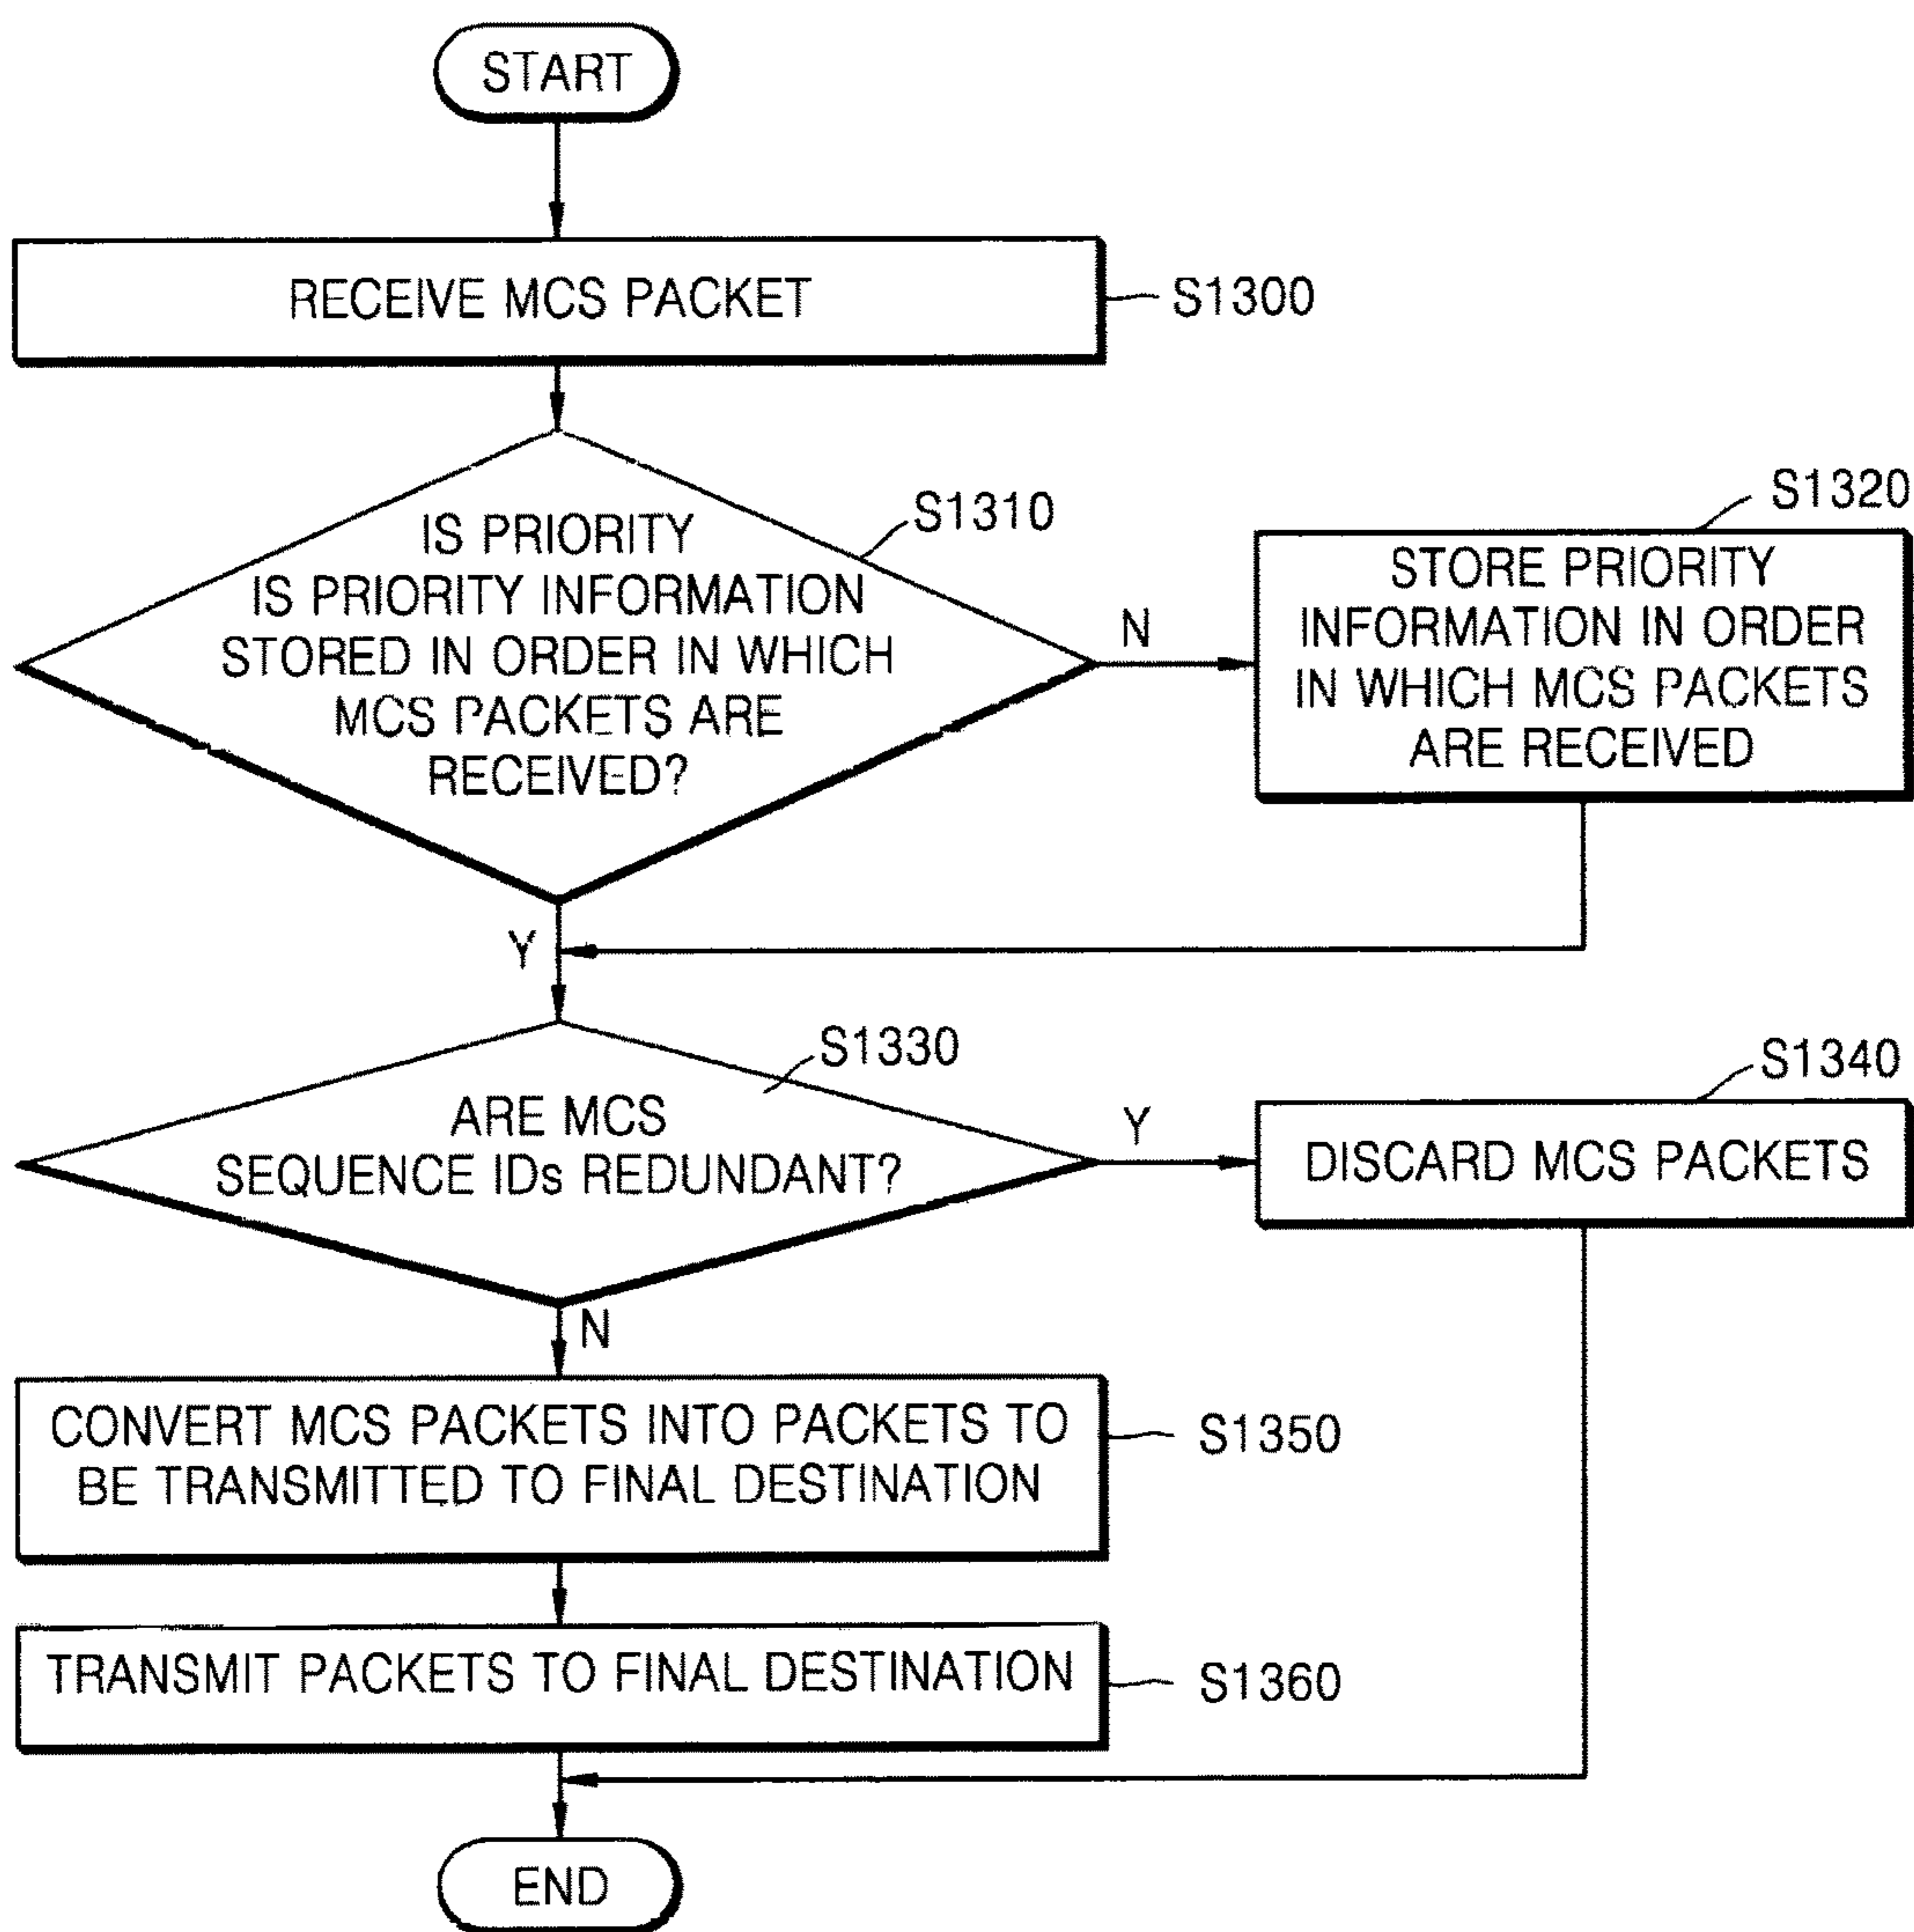 START
RECEIVE MCS PACKET
S1300
IS PRIORITY
IS PRIORITY INFORMATION
STORED IN ORDER IN WHICH
MCS PACKETS ARE
RECEIVED?
S1310
N
S1320
STORE PRIORITY
INFORMATION IN ORDER
IN WHICH MCS PACKETS
ARE RECEIVED
Y
S1330
ARE MCS
SEQUENCE IDs REDUNDANT?
Y
S1340
DISCARD MCS PACKETS
N
CONVERT MCS PACKETS INTO PACKETS TO
BE TRANSMITTED TO FINAL DESTINATION
S1350
TRANSMIT PACKETS TO FINAL DESTINATION
S1360
END